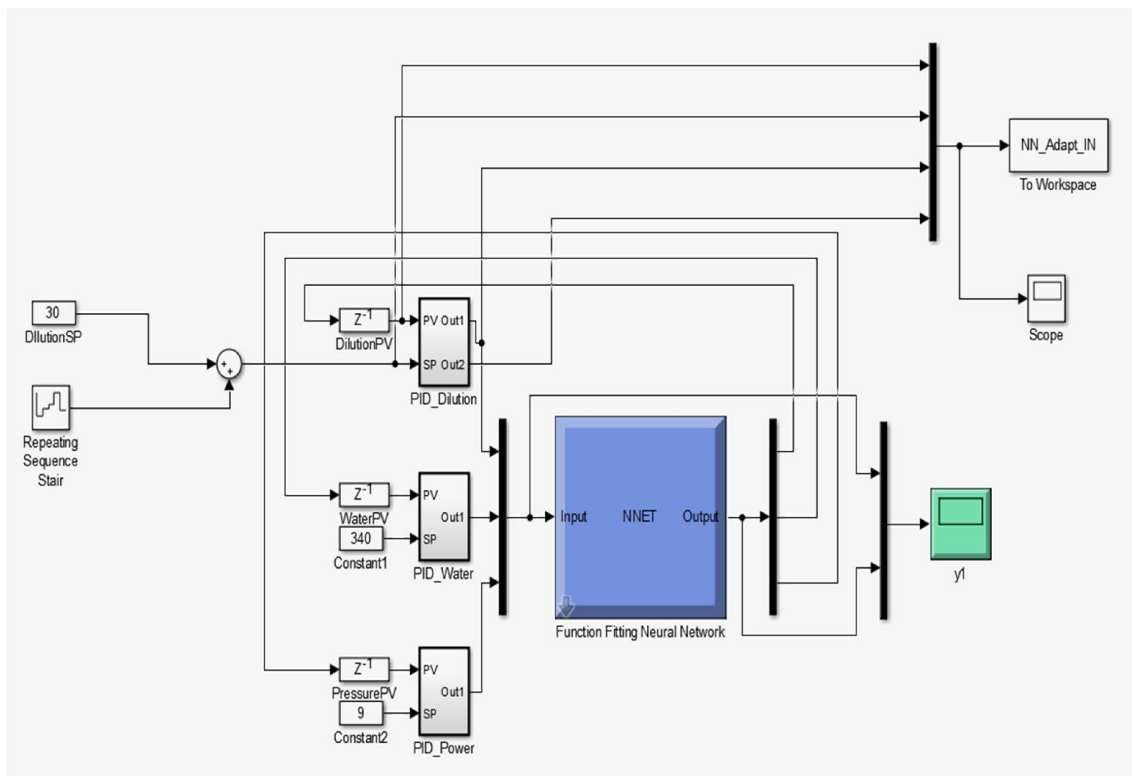 NN_Adapt_IN
To Workspace
Scope
30
DIlutionSP
Repeating
Sequence
Stair
Z-1
DilutionPV
PV Out1
SP Out2
PID_Dilution
Z-1
WaterPV
340
Constant1
PV
Out1
SP
PID_Water
Input NNET Output
Function Fitting Neural Network
y1
Z-1
PressurePV
9
Constant2
PV
Out1
SP
PID_Power